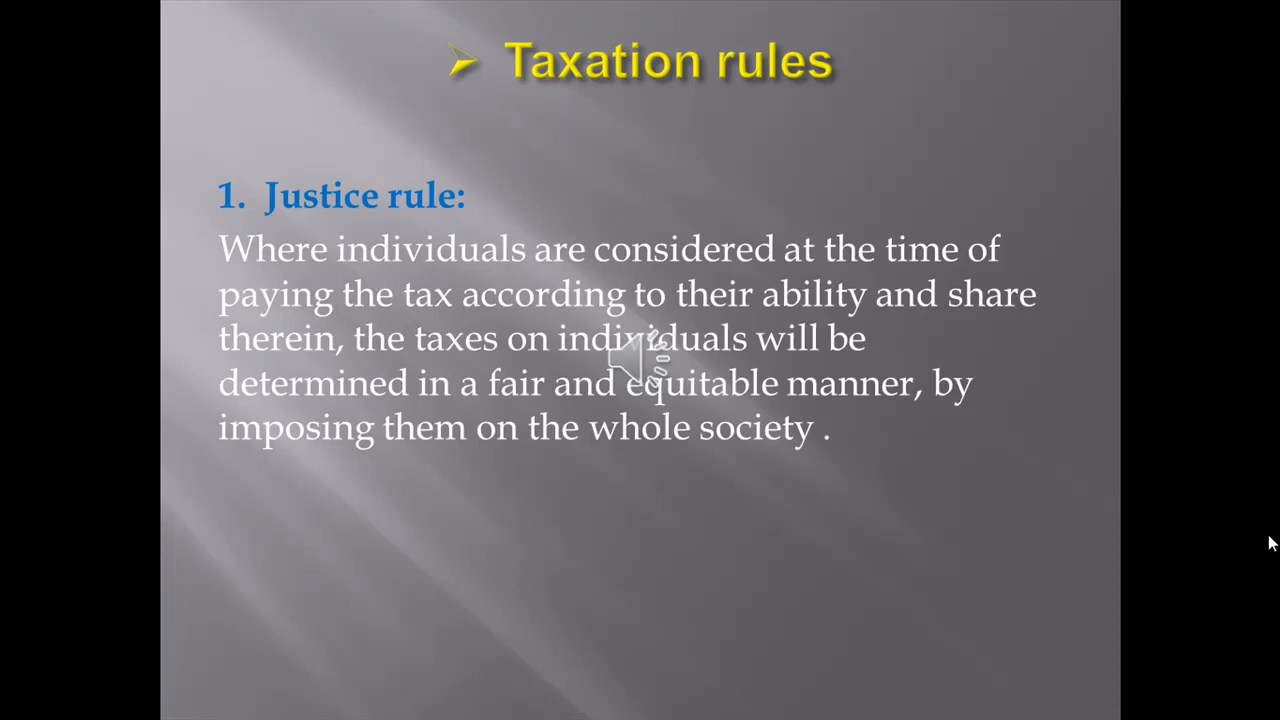 ➢ Taxation rules
1. Justice rule:
Where individuals are considered at the time of
paying the tax according to their ability and share
therein, the taxes on individuals will be
determined in a fair and equitable manner, by
imposing them on the whole society .